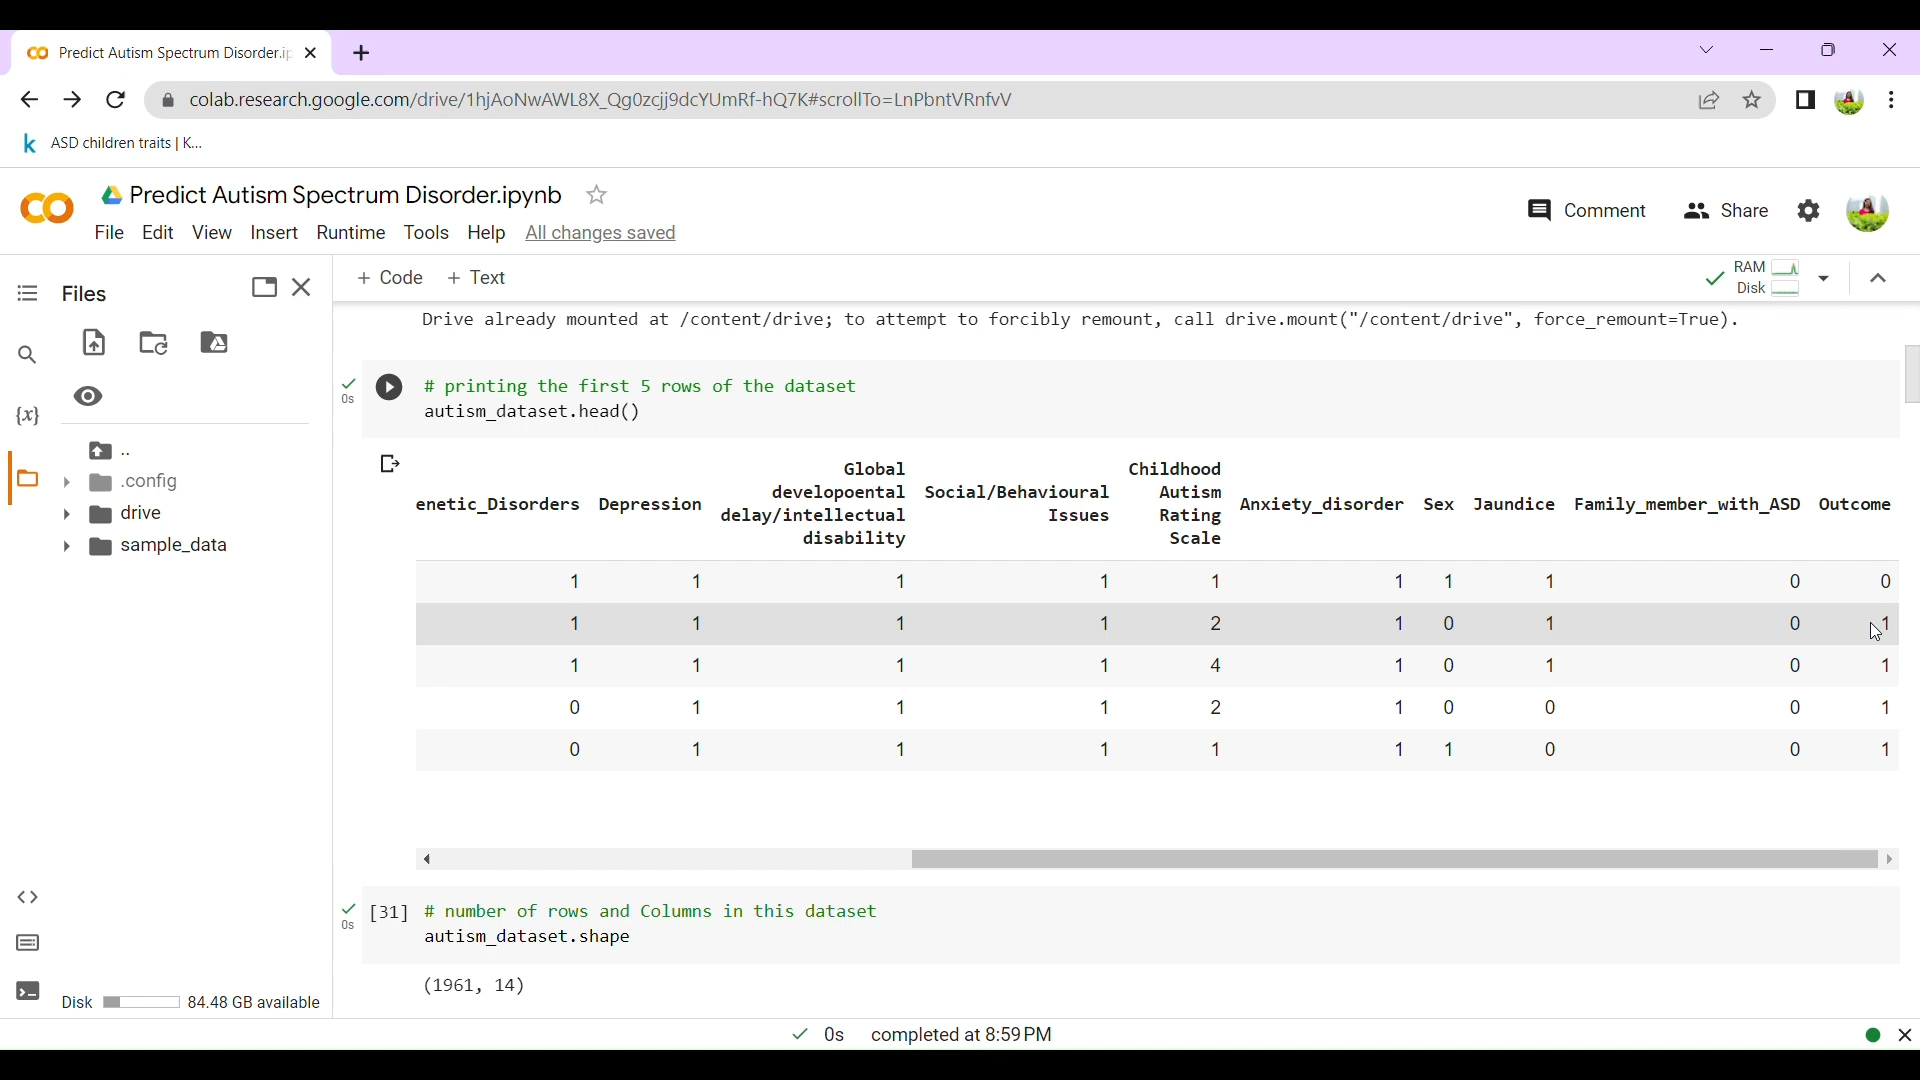 Predict Autism Spectrum Disorder.ip
colab.research.google.com/drive/1hjAoNwAWL8X_Qg0zcjj9dcYUmRf-hQ7K#scrollTo=LnPbntVRnfvV
k ASD children traits | K...
Predict Autism Spectrum Disorder.ipynb
File Edit View Insert Runtime Tools Help All changes saved
Comment Share
Files
+ Code + Text
RAM
Disk
Drive already mounted at /content/drive; to attempt to forcibly remount, call drive.mount("/content/drive", force_remount=True).
{x}
..
.config
drive
sample_data
0s
# printing the first 5 rows of the dataset
autism_dataset.head()
enetic_Disorders Depression Global developoental delay/intellectual disability Social/Behavioural Issues Childhood Autism Rating Scale Anxiety_disorder Sex Jaundice Family_member_with_ASD Outcome
1 1 1 1 1 1 1 1 0 0
1 1 1 1 2 1 0 1 0 1
1 1 1 1 4 1 0 1 0 1
0 1 1 1 2 1 0 0 0 1
0 1 1 1 1 1 1 0 0 1
0s
[31] # number of rows and Columns in this dataset
autism_dataset.shape
(1961, 14)
Disk 84.48 GB available
0s completed at 8:59 PM